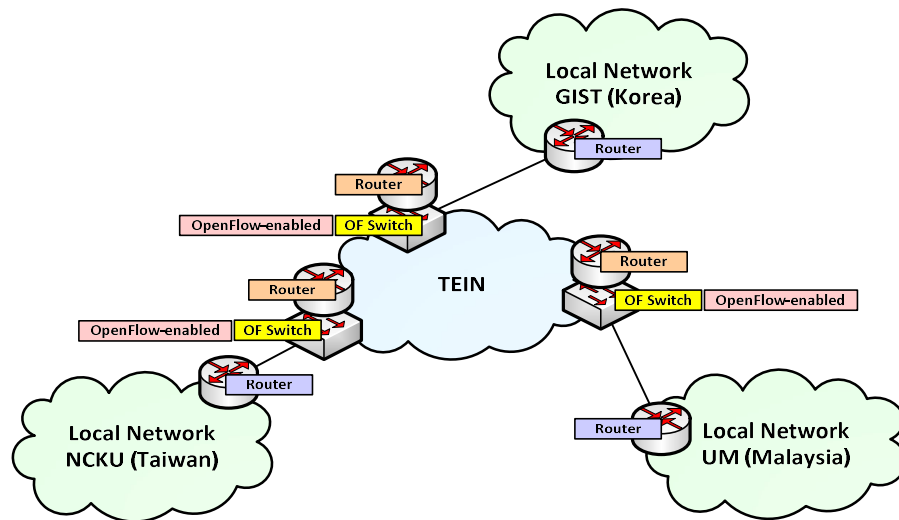 Local Network
GIST (Korea)
Router
Router
OpenFlow-enabled OF Switch
Router
TEIN
Router
OF Switch OpenFlow-enabled
OpenFlow-enabled OF Switch
Router
Router
Local Network
NCKU (Taiwan)
Local Network
UM (Malaysia)